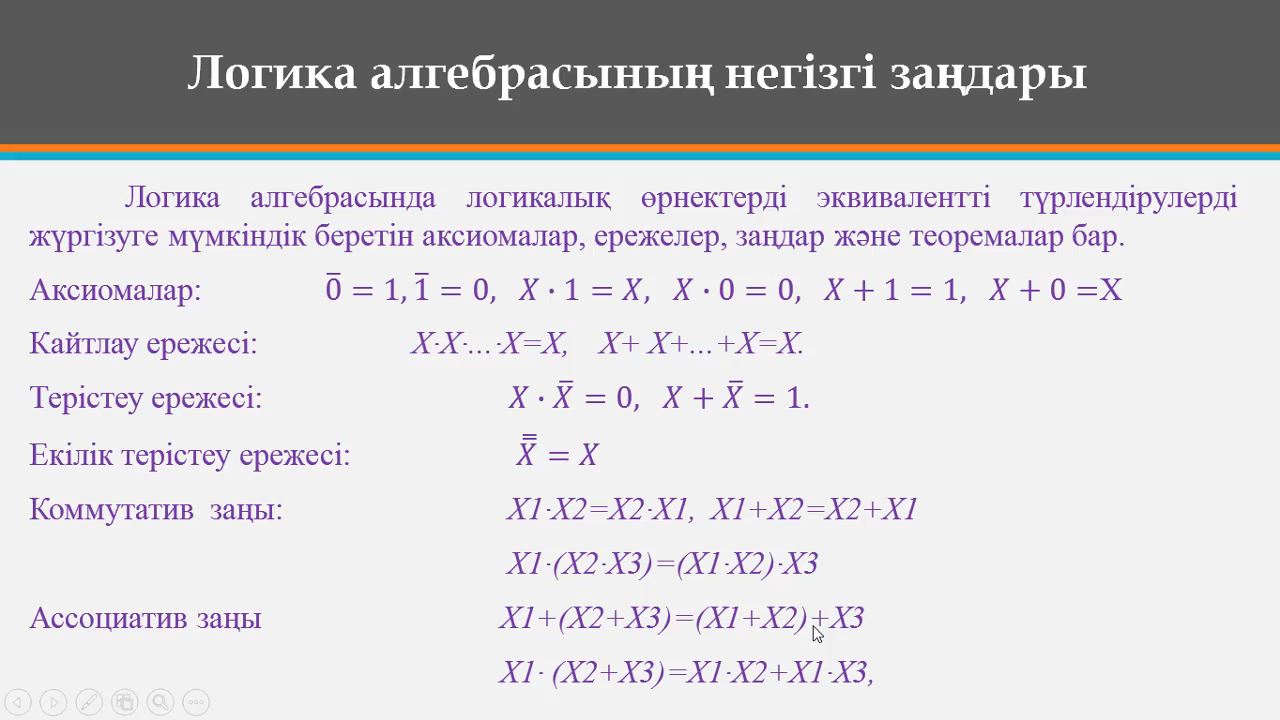 Логика алгебрасының негізгі заңдары
Логика алгебрасында логикалық өрнектерді эквивалентті түрлендірулерді
жүргізуге мүмкіндік беретін аксиомалар, ережелер, заңдар және теоремалар бар.
Аксиомалар: 0̅ = 1, 1̅ = 0, X · 1 = X, X · 0 = 0, X + 1 = 1, X + 0 =X
Кайтлау ережесі: X·X·…·X=X, X+ X+…+X=X.
Терістеу ережесі: X · X̅ = 0, X + X̅ = 1.
Екілік терістеу ережесі: X̿ = X
Коммутатив заңы: X1·X2=X2·X1, X1+X2=X2+X1
X1·(X2·X3)=(X1·X2)·X3
Ассоциатив заңы X1+(X2+X3)=(X1+X2)+X3
X1· (X2+X3)=X1·X2+X1·X3,